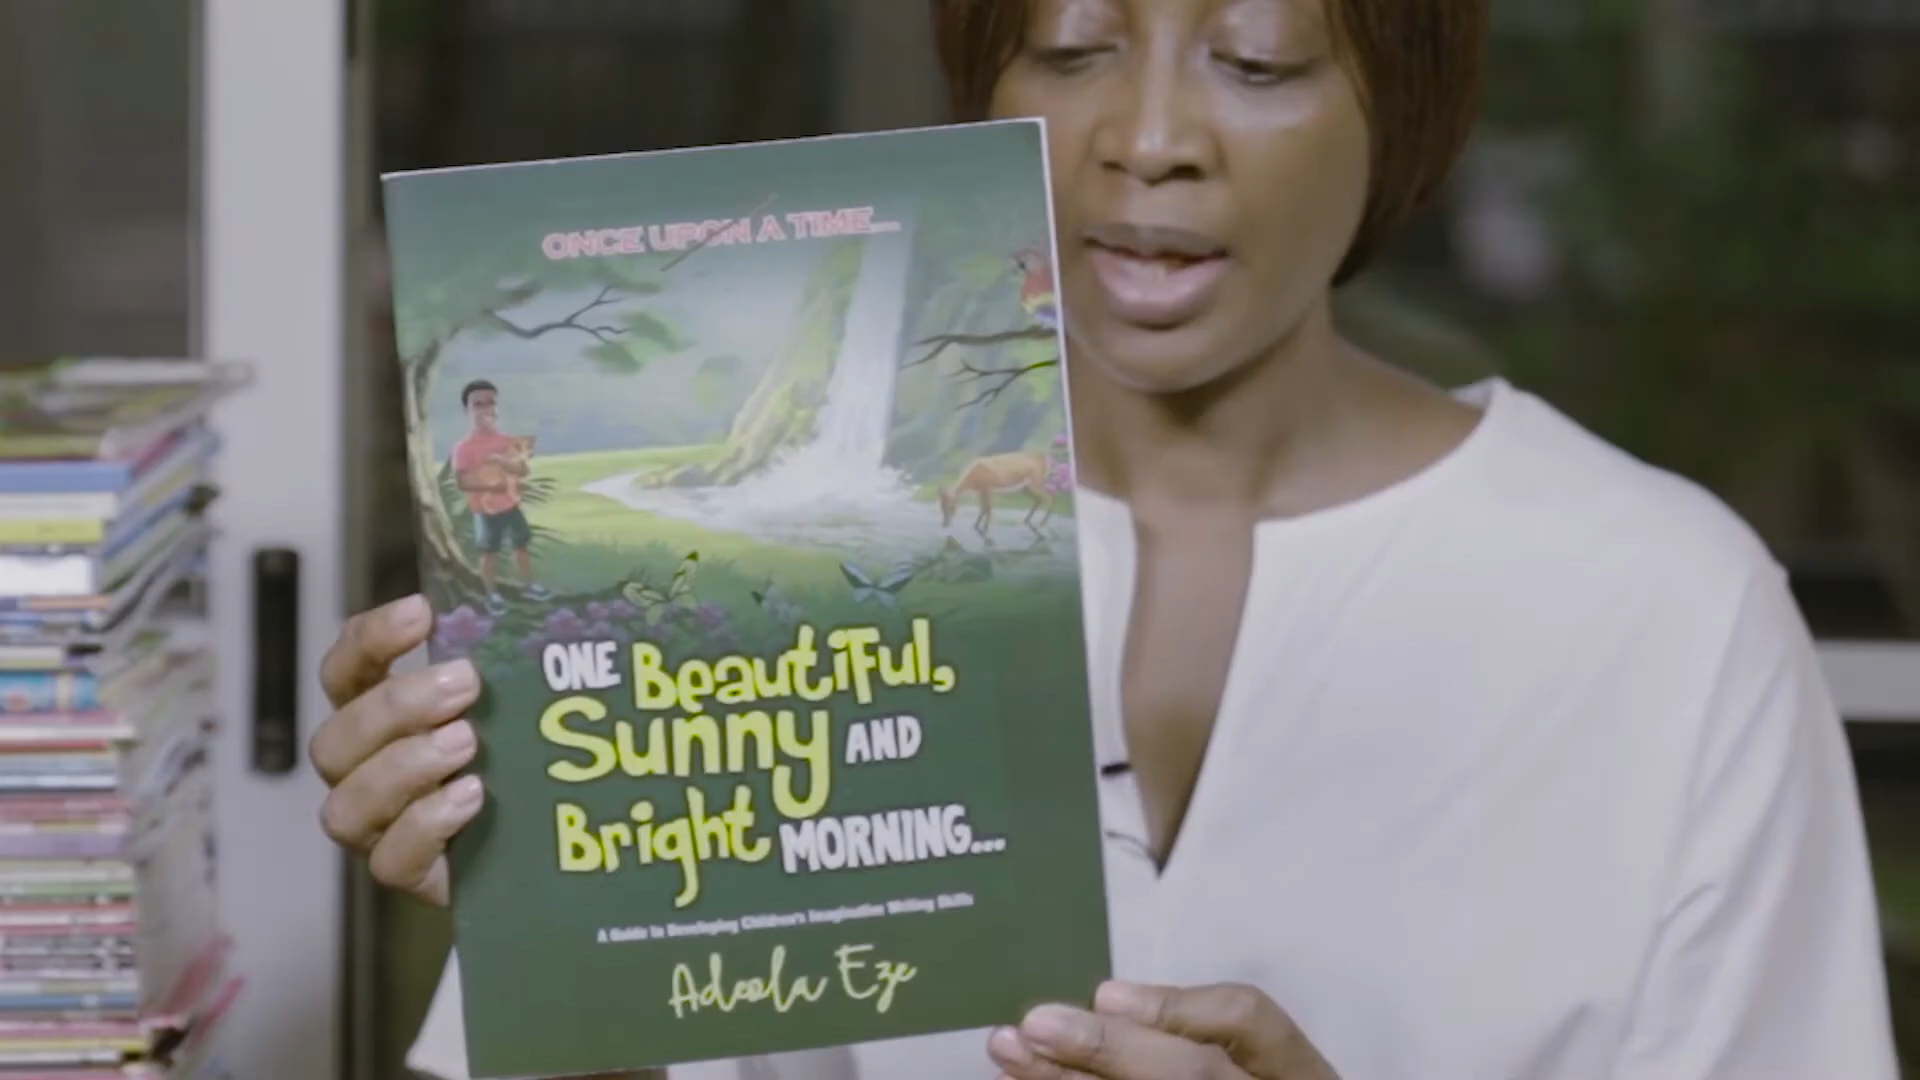 ONCE UPON A TIME...
ONE Beautiful,
Sunny AND
Bright MORNING...
A Guide to Developing Children's Imaginative Writing Skills
Adeola Eze